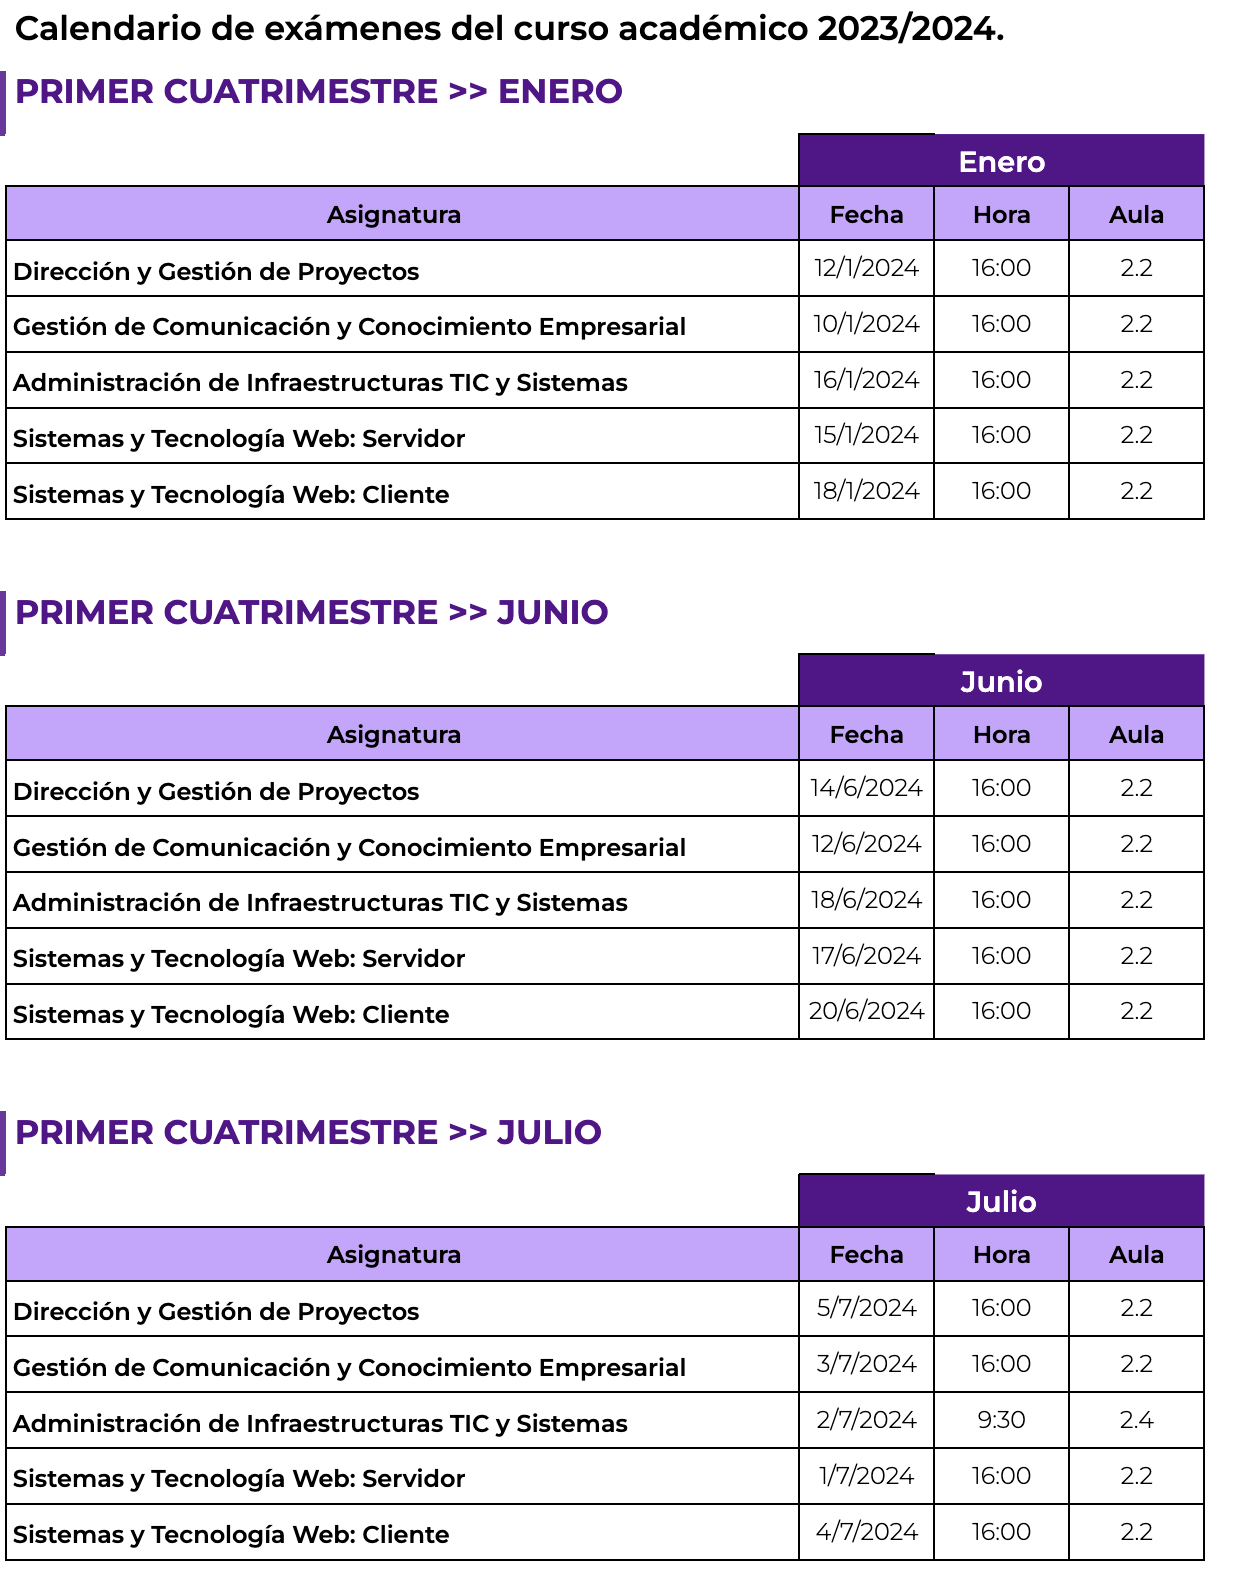 Calendario de exámenes del curso académico 2023/2024.
PRIMER CUATRIMESTRE >> ENERO
Enero
Asignatura Fecha Hora Aula
Dirección y Gestión de Proyectos 12/1/2024 16:00 2.2
Gestión de Comunicación y Conocimiento Empresarial 10/1/2024 16:00 2.2
Administración de Infraestructuras TIC y Sistemas 16/1/2024 16:00 2.2
Sistemas y Tecnología Web: Servidor 15/1/2024 16:00 2.2
Sistemas y Tecnología Web: Cliente 18/1/2024 16:00 2.2
PRIMER CUATRIMESTRE >> JUNIO
Junio
Asignatura Fecha Hora Aula
Dirección y Gestión de Proyectos 14/6/2024 16:00 2.2
Gestión de Comunicación y Conocimiento Empresarial 12/6/2024 16:00 2.2
Administración de Infraestructuras TIC y Sistemas 18/6/2024 16:00 2.2
Sistemas y Tecnología Web: Servidor 17/6/2024 16:00 2.2
Sistemas y Tecnología Web: Cliente 20/6/2024 16:00 2.2
PRIMER CUATRIMESTRE >> JULIO
Julio
Asignatura Fecha Hora Aula
Dirección y Gestión de Proyectos 5/7/2024 16:00 2.2
Gestión de Comunicación y Conocimiento Empresarial 3/7/2024 16:00 2.2
Administración de Infraestructuras TIC y Sistemas 2/7/2024 9:30 2.4
Sistemas y Tecnología Web: Servidor 1/7/2024 16:00 2.2
Sistemas y Tecnología Web: Cliente 4/7/2024 16:00 2.2